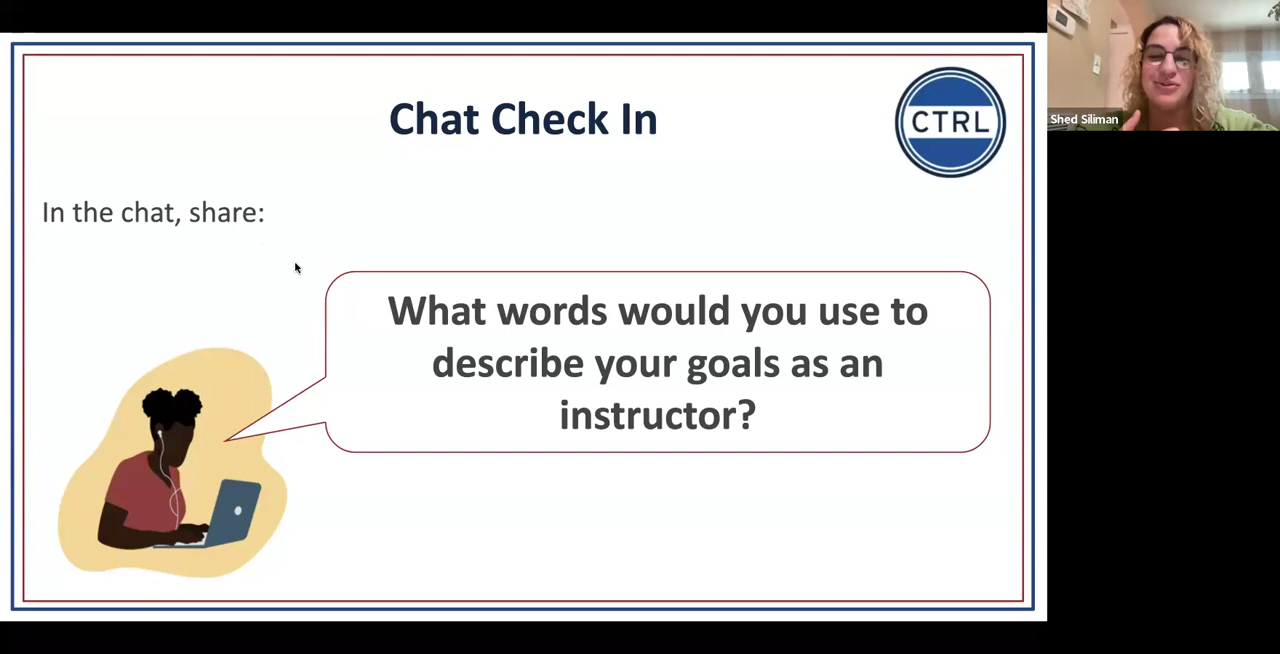 Chat Check In
CTRL
In the chat, share:
What words would you use to
describe your goals as an
instructor?
Shed Siliman